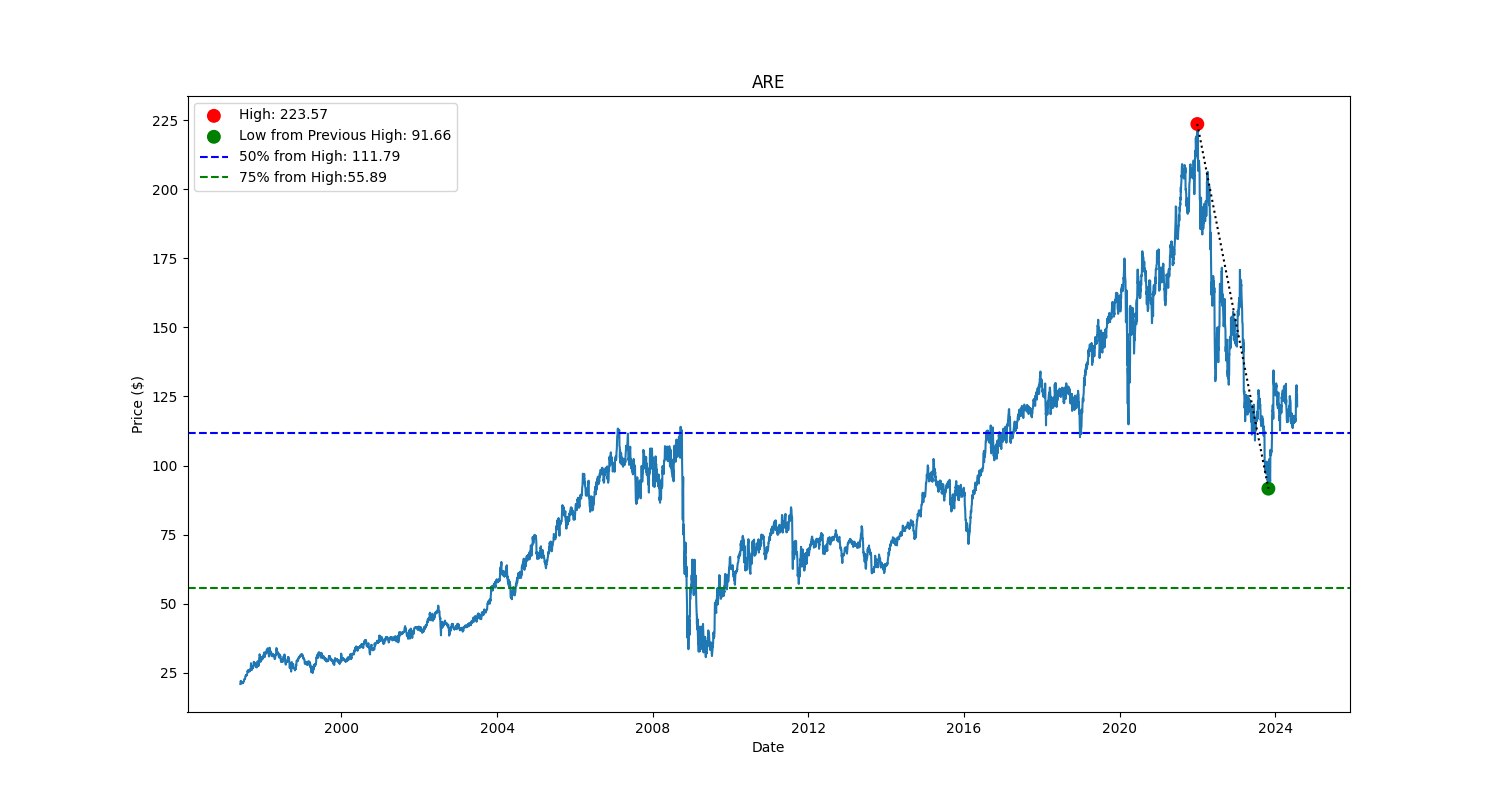 ARE
High: 223.57
Low from Previous High: 91.66
50% from High: 111.79
75% from High:55.89
225
200
175
150
125
100
75
50
25
Price ($)
2000 2004 2008 2012 2016 2020 2024
Date